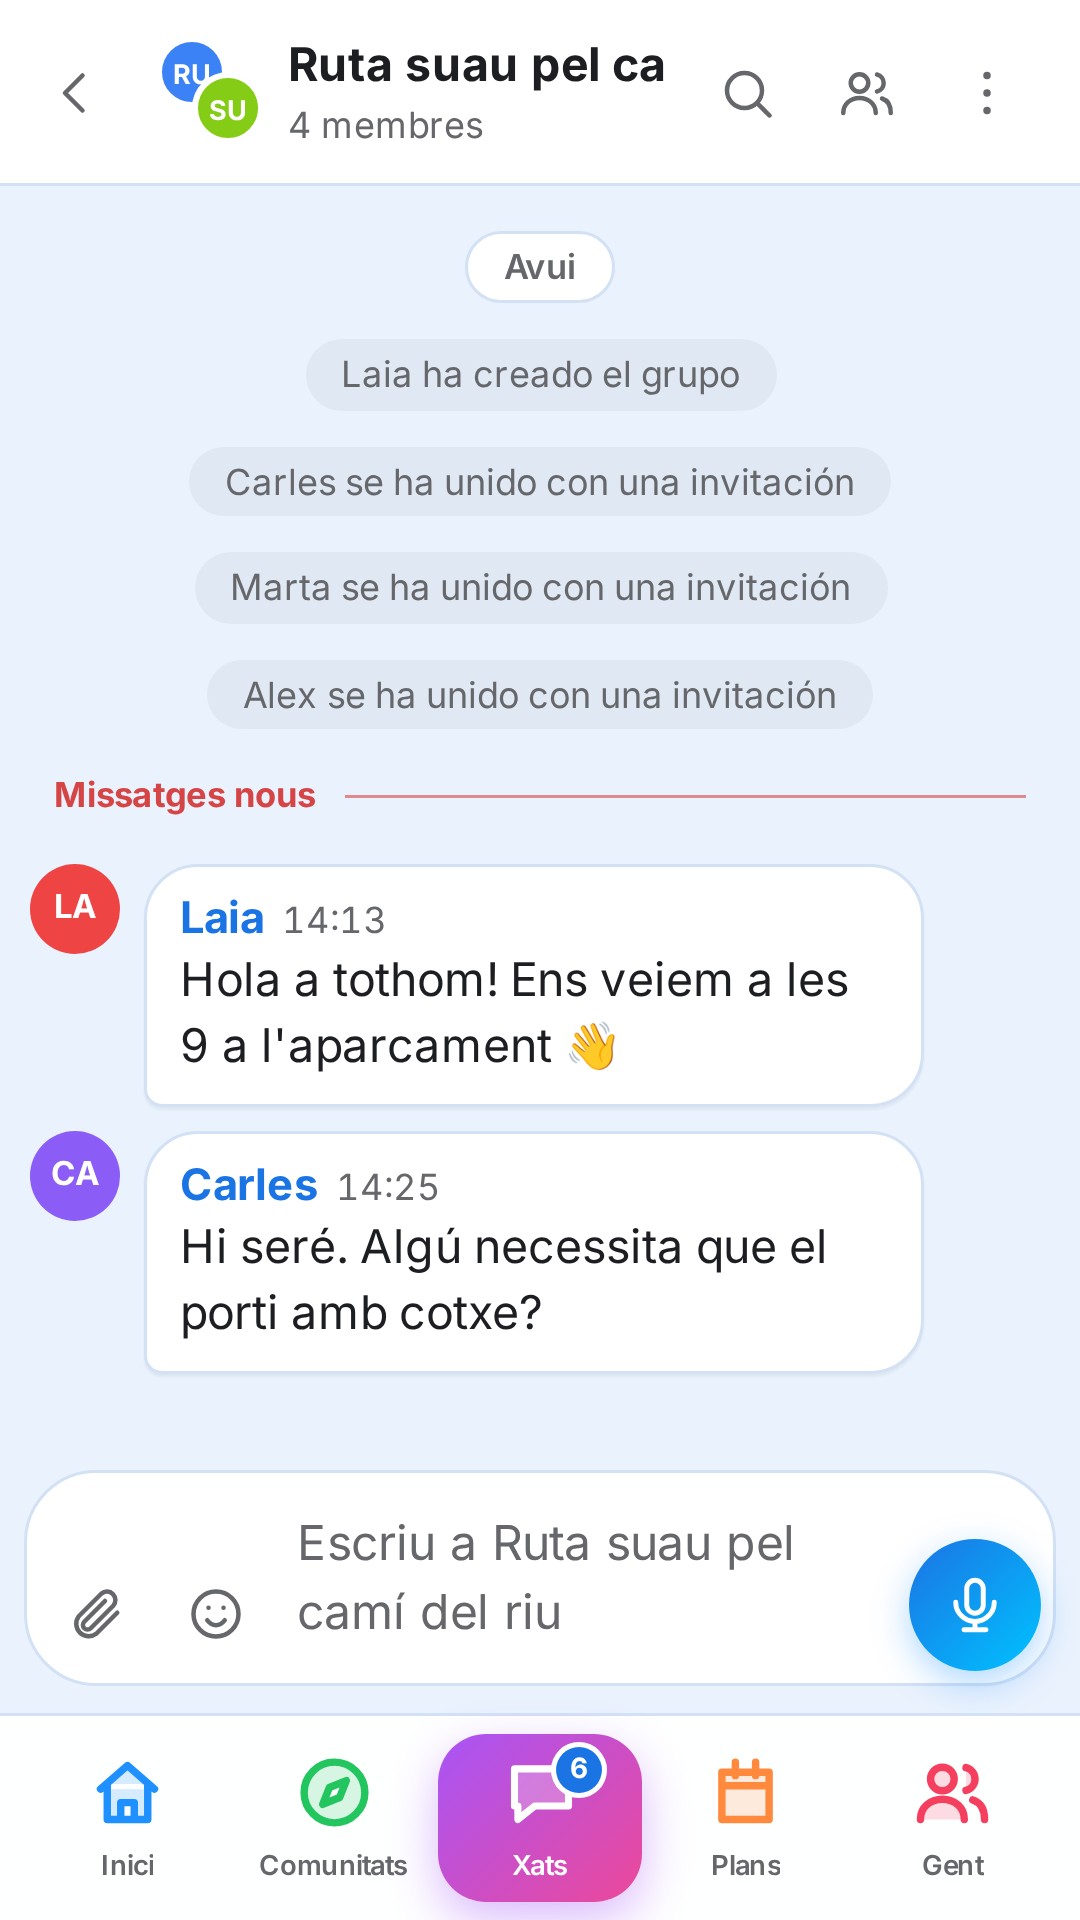 RU
SU
Ruta suau pel ca
4 membres
Avui
Laia ha creado el grupo
Carles se ha unido con una invitación
Marta se ha unido con una invitación
Alex se ha unido con una invitación
Missatges nous
LA
Laia 14:13
Hola a tothom! Ens veiem a les
9 a l'aparcament 👋
CA
Carles 14:25
Hi seré. Algú necessita que el
porti amb cotxe?
Escriu a Ruta suau pel
camí del riu
6
Inici
Comunitats
Xats
Plans
Gent